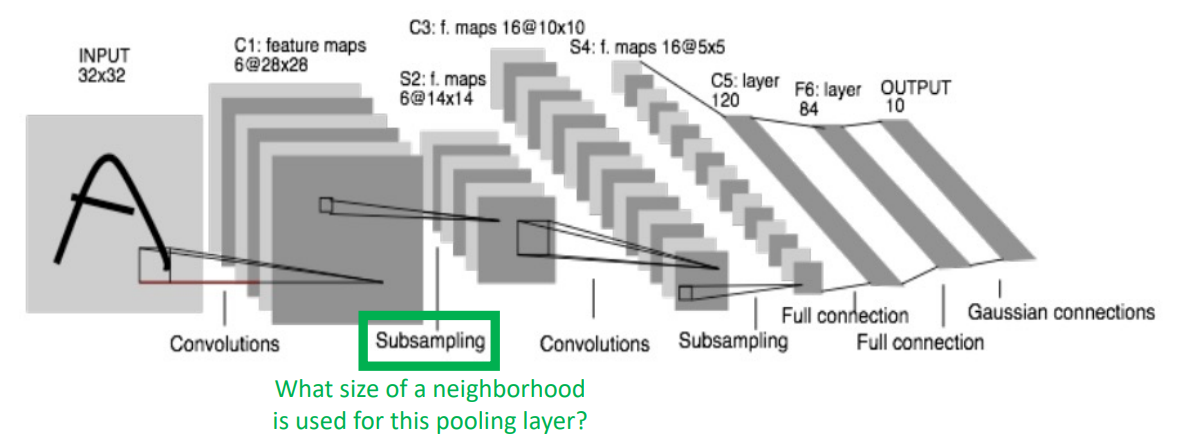 INPUT
32x32
C1: feature maps
6@28x28
C3: f. maps 16@10x10
S2: f. maps
6@14x14
S4: f. maps 16@5x5
C5: layer
120
F6: layer
84
OUTPUT
10
Convolutions
Subsampling
Convolutions
Subsampling
Full connection
Full connection
Gaussian connections
What size of a neighborhood
is used for this pooling layer?